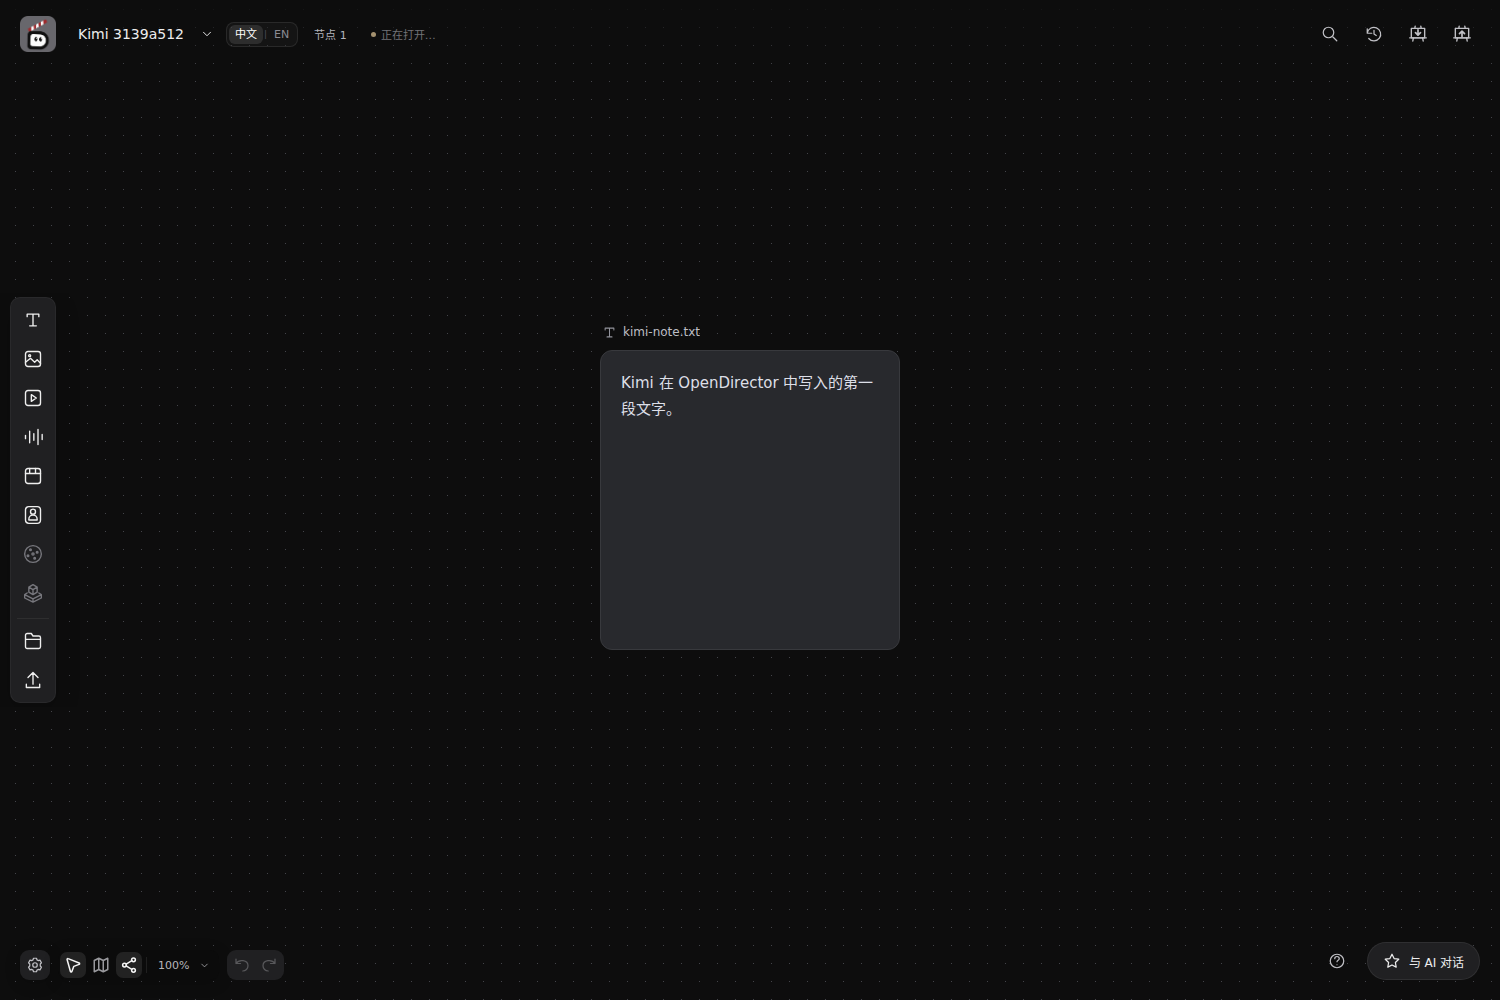 Kimi 3139a512
中文 EN
节点 1
正在打开...
kimi-note.txt
Kimi 在 OpenDirector 中写入的第一
段文字。
100%
与 AI 对话